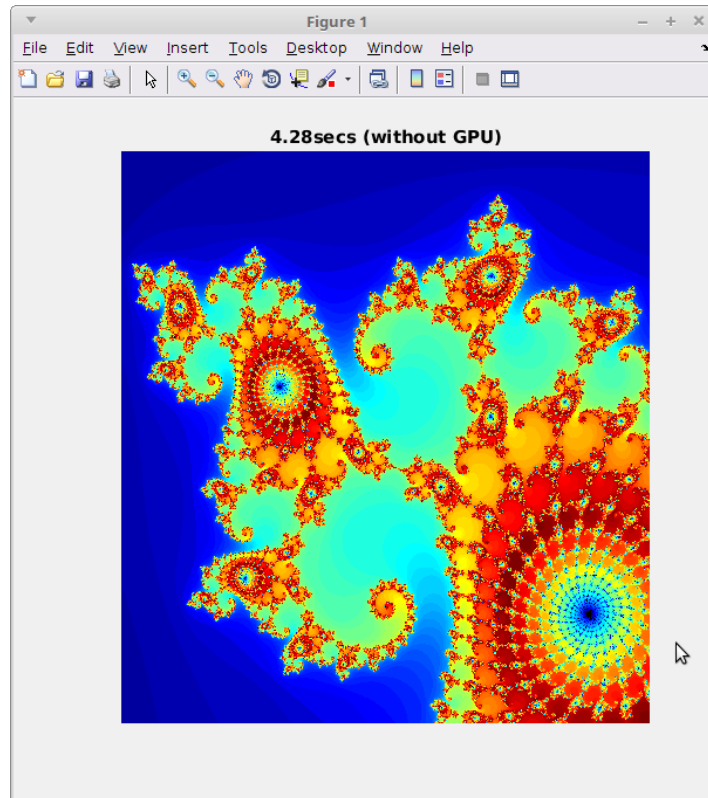 Figure 1
File Edit View Insert Tools Desktop Window Help
4.28secs (without GPU)